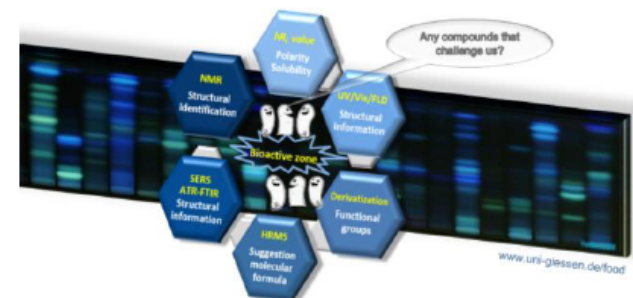 hRF value
Polarity
Solubility
Any compounds that
challenge us?
NMR
Structural
identification
UV/Vis/FLD
Structural
information
Bioactive zone
SERS
ATR-FTIR
Structural
information
Derivatization
Functional
groups
HRMS
Suggestion
molecular
formula
www.uni-giessen.de/food